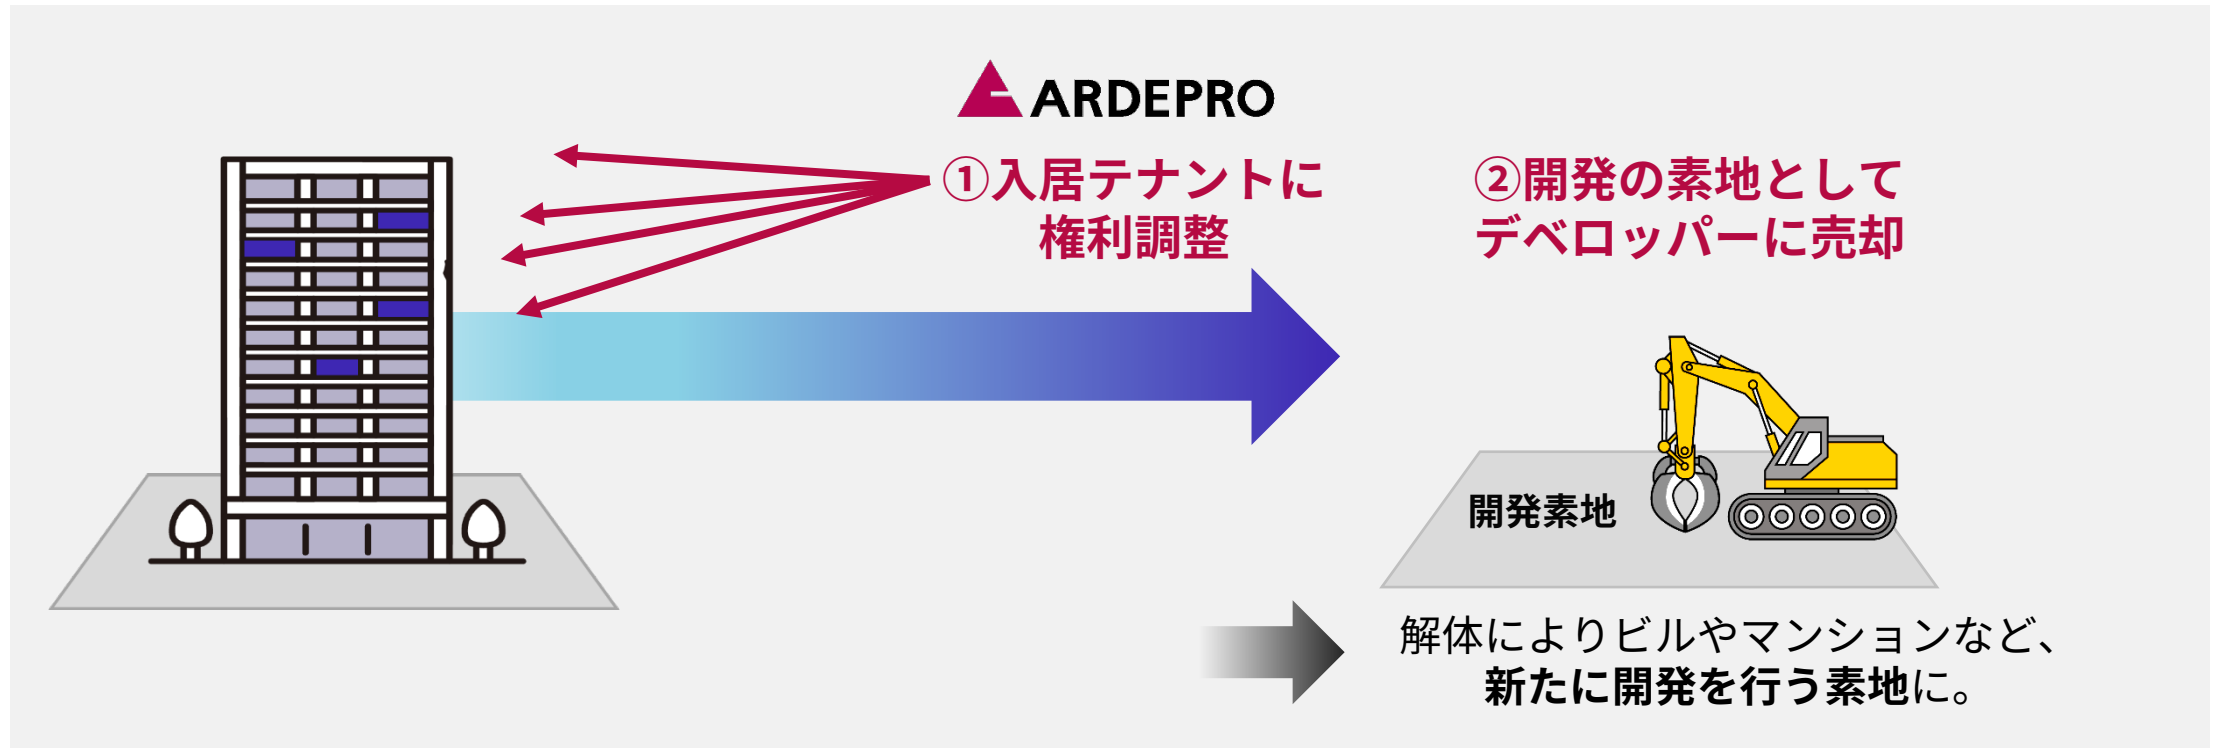 ARDEPRO
①入居テナントに
権利調整
②開発の素地として
デベロッパーに売却
開発素地
解体によりビルやマンションなど、
新たに開発を行う素地に。